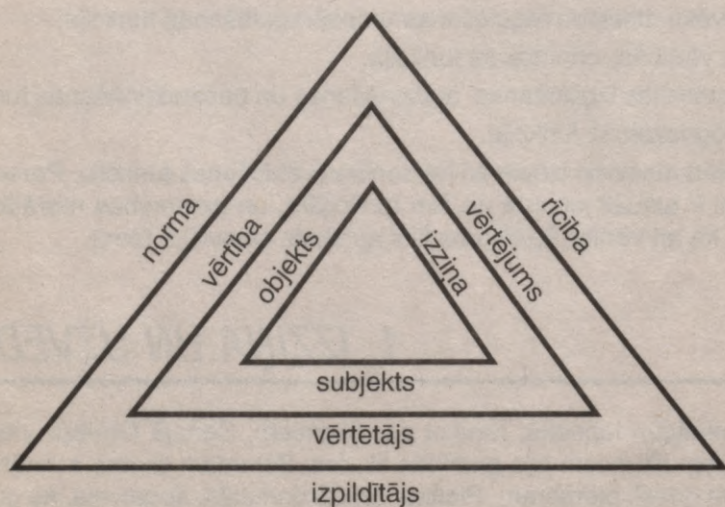 norma
vērtība
objekts
izziņa
vērtējums
rīcība
subjekts
vērtētājs
izpildītājs